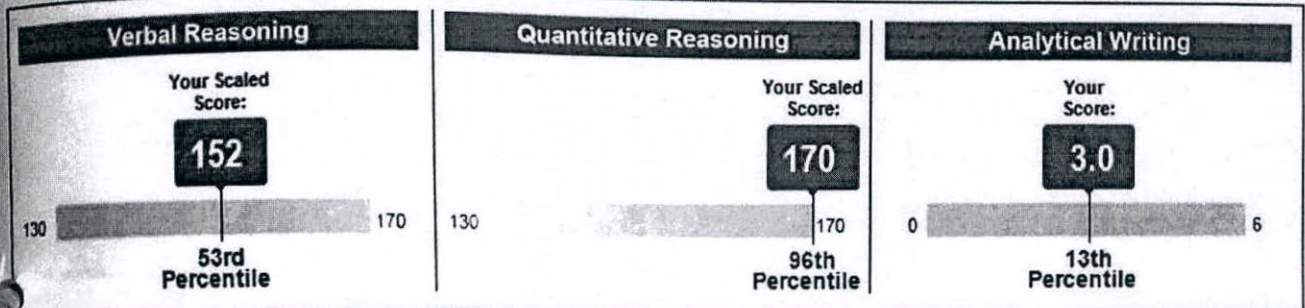 Verbal Reasoning
Your Scaled
Score:
152
130
170
53rd
Percentile
Quantitative Reasoning
Your Scaled
Score:
170
130
170
96th
Percentile
Analytical Writing
Your
Score:
3.0
0
6
13th
Percentile